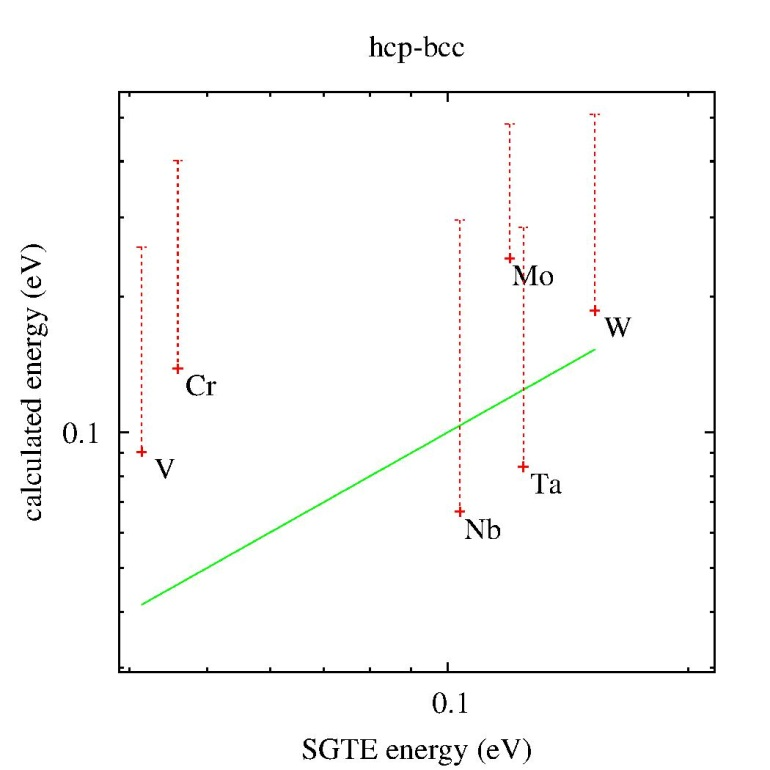 hcp-bcc
calculated energy (eV)
Mo
W
Cr
0.1
V
Ta
Nb
0.1
SGTE energy (eV)